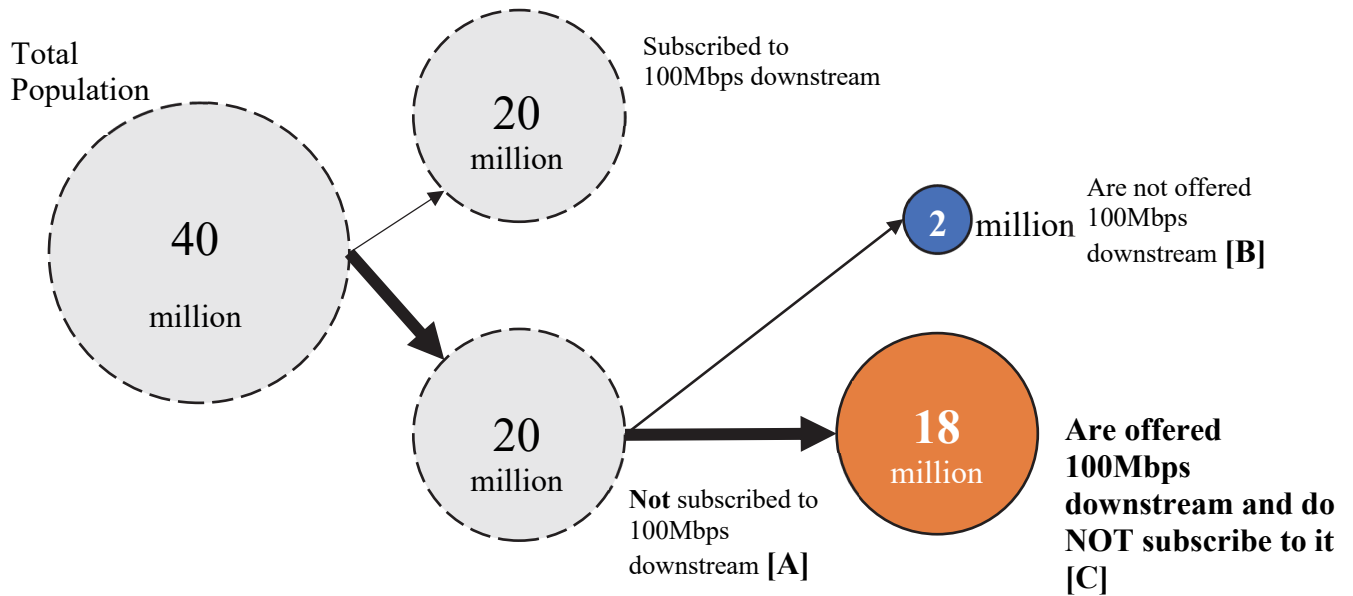 Total
Population
40
million
20
million
Subscribed to
100Mbps downstream
20
million
Not subscribed to
100Mbps
downstream [A]
2 million
Are not offered
100Mbps
downstream [B]
18
million
Are offered
100Mbps
downstream and do
NOT subscribe to it
[C]